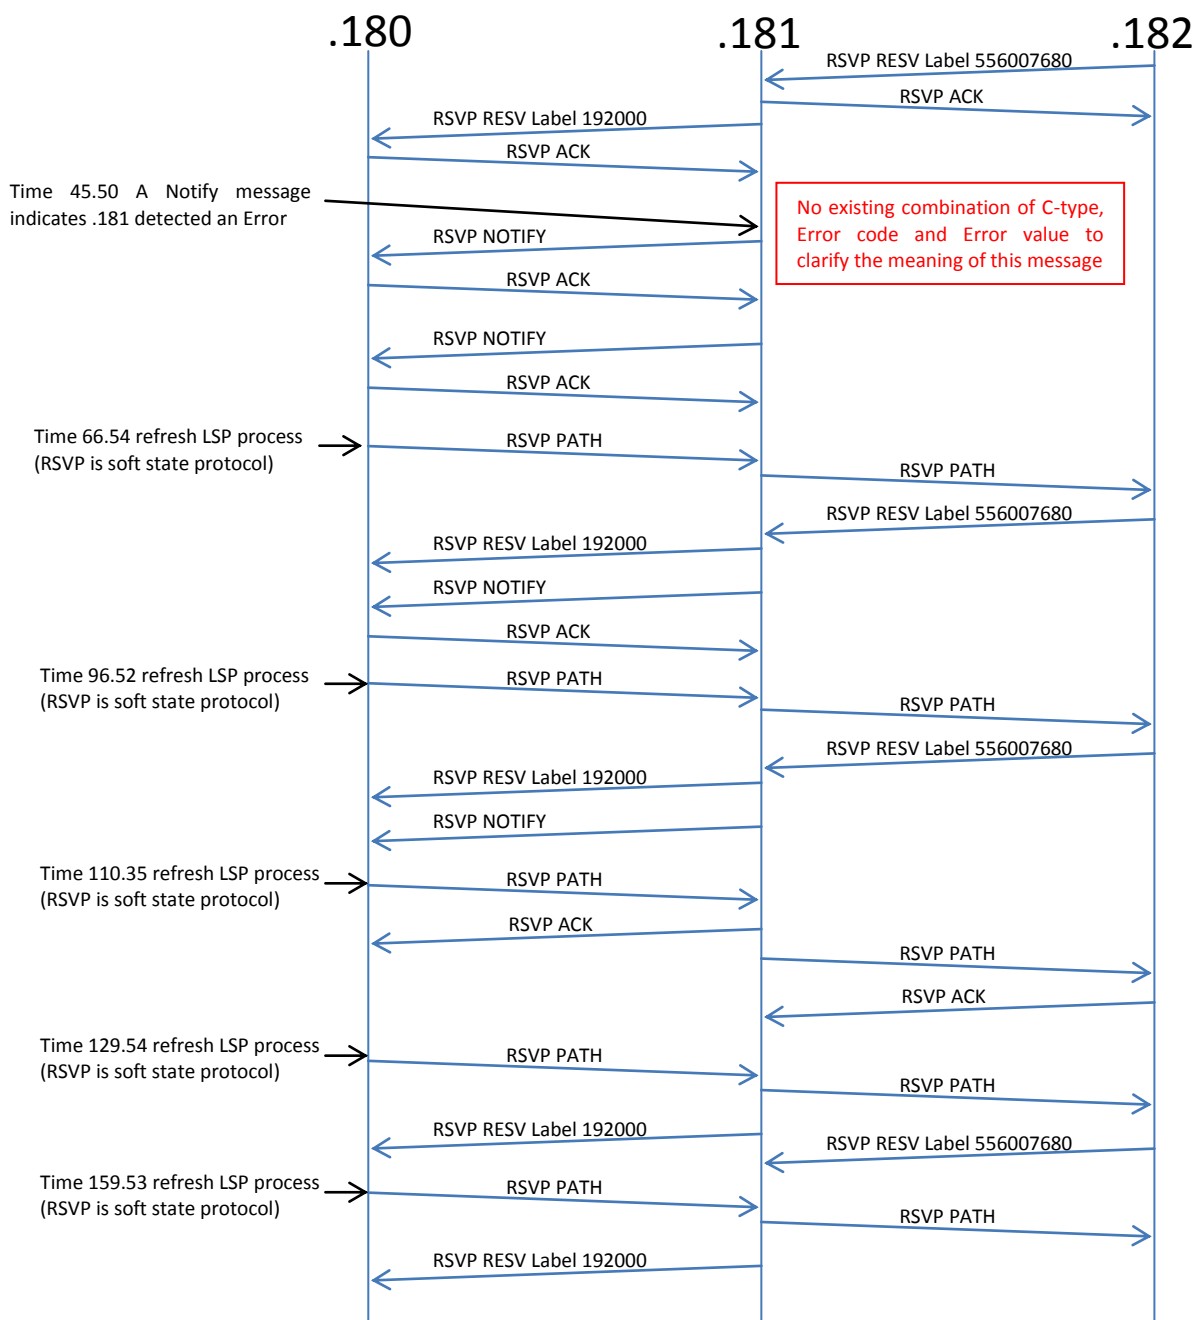 .180
.181
.182
RSVP RESV Label 556007680
RSVP ACK
RSVP RESV Label 192000
RSVP ACK
Time 45.50 A Notify message
indicates .181 detected an Error
No existing combination of C-type,
Error code and Error value to
clarify the meaning of this message
RSVP NOTIFY
RSVP ACK
RSVP NOTIFY
RSVP ACK
Time 66.54 refresh LSP process
(RSVP is soft state protocol)
RSVP PATH
RSVP PATH
RSVP RESV Label 556007680
RSVP RESV Label 192000
RSVP NOTIFY
RSVP ACK
Time 96.52 refresh LSP process
(RSVP is soft state protocol)
RSVP PATH
RSVP PATH
RSVP RESV Label 556007680
RSVP RESV Label 192000
RSVP NOTIFY
Time 110.35 refresh LSP process
(RSVP is soft state protocol)
RSVP PATH
RSVP ACK
RSVP PATH
RSVP ACK
Time 129.54 refresh LSP process
(RSVP is soft state protocol)
RSVP PATH
RSVP PATH
RSVP RESV Label 192000
RSVP RESV Label 556007680
Time 159.53 refresh LSP process
(RSVP is soft state protocol)
RSVP PATH
RSVP PATH
RSVP RESV Label 192000